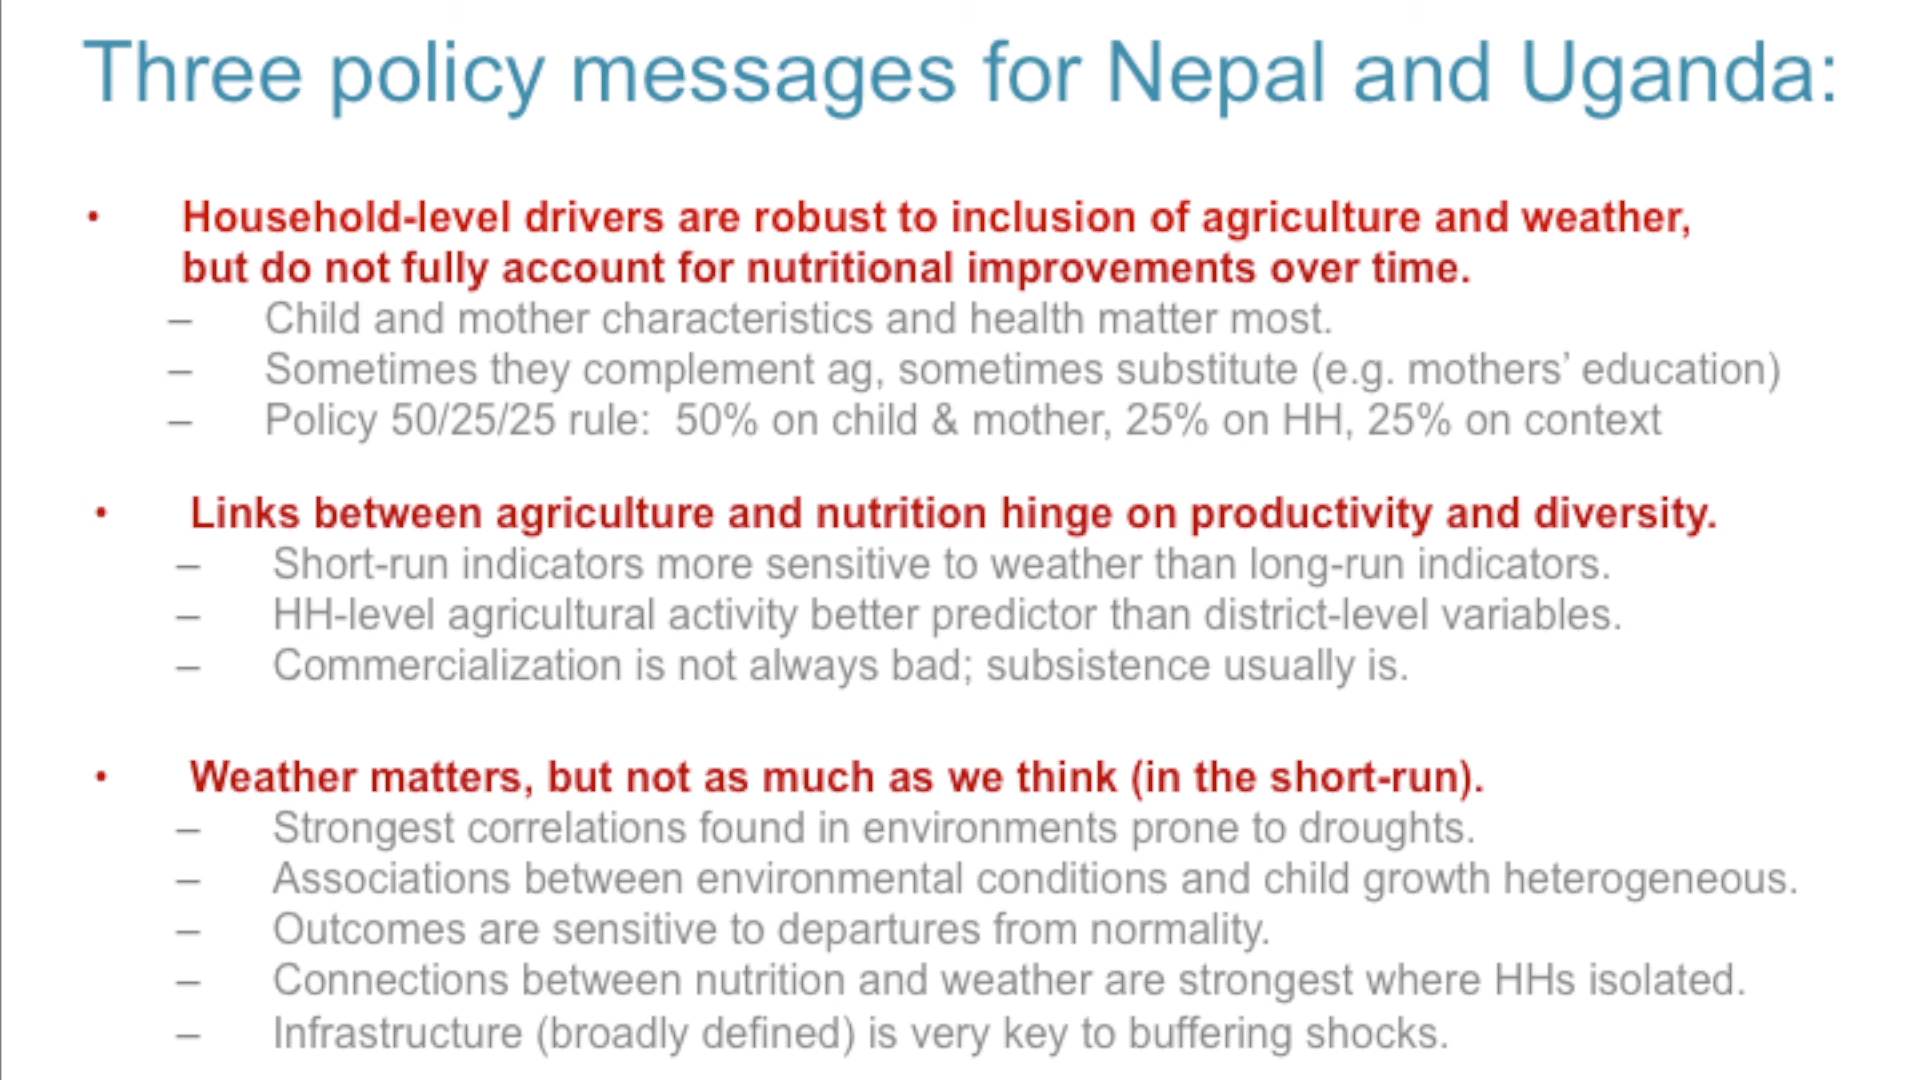 Three policy messages for Nepal and Uganda:
• Household-level drivers are robust to inclusion of agriculture and weather,
but do not fully account for nutritional improvements over time.
– Child and mother characteristics and health matter most.
– Sometimes they complement ag, sometimes substitute (e.g. mothers’ education)
– Policy 50/25/25 rule:  50% on child & mother, 25% on HH, 25% on context
• Links between agriculture and nutrition hinge on productivity and diversity.
– Short-run indicators more sensitive to weather than long-run indicators.
– HH-level agricultural activity better predictor than district-level variables.
– Commercialization is not always bad; subsistence usually is.
• Weather matters, but not as much as we think (in the short-run).
– Strongest correlations found in environments prone to droughts.
– Associations between environmental conditions and child growth heterogeneous.
– Outcomes are sensitive to departures from normality.
– Connections between nutrition and weather are strongest where HHs isolated.
– Infrastructure (broadly defined) is very key to buffering shocks.